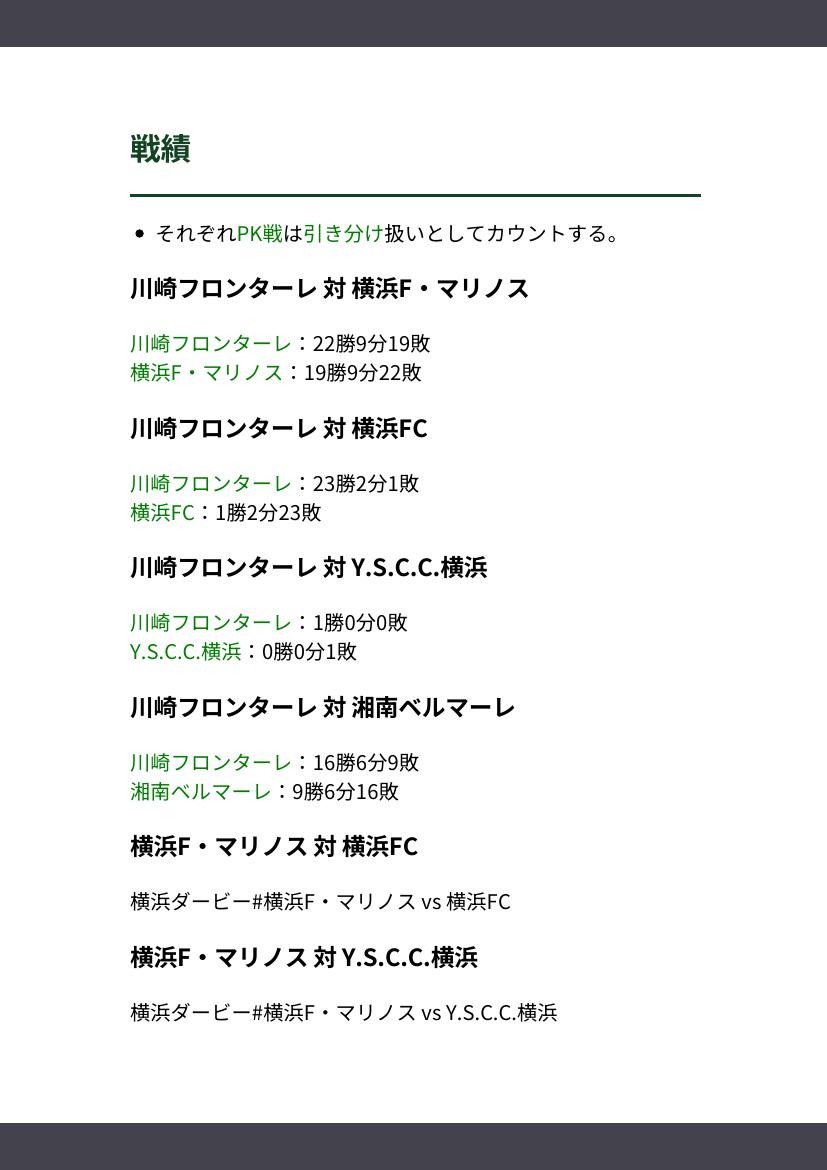 戦績
それぞれPK戦は引き分け扱いとしてカウントする。
川崎フロンターレ 対 横浜F・マリノス
川崎フロンターレ：22勝9分19敗
横浜F・マリノス：19勝9分22敗
川崎フロンターレ 対 横浜FC
川崎フロンターレ：23勝2分1敗
横浜FC：1勝2分23敗
川崎フロンターレ 対 Y.S.C.C.横浜
川崎フロンターレ：1勝0分0敗
Y.S.C.C.横浜：0勝0分1敗
川崎フロンターレ 対 湘南ベルマーレ
川崎フロンターレ：16勝6分9敗
湘南ベルマーレ：9勝6分16敗
横浜F・マリノス 対 横浜FC
横浜ダービー#横浜F・マリノス vs 横浜FC
横浜F・マリノス 対 Y.S.C.C.横浜
横浜ダービー#横浜F・マリノス vs Y.S.C.C.横浜